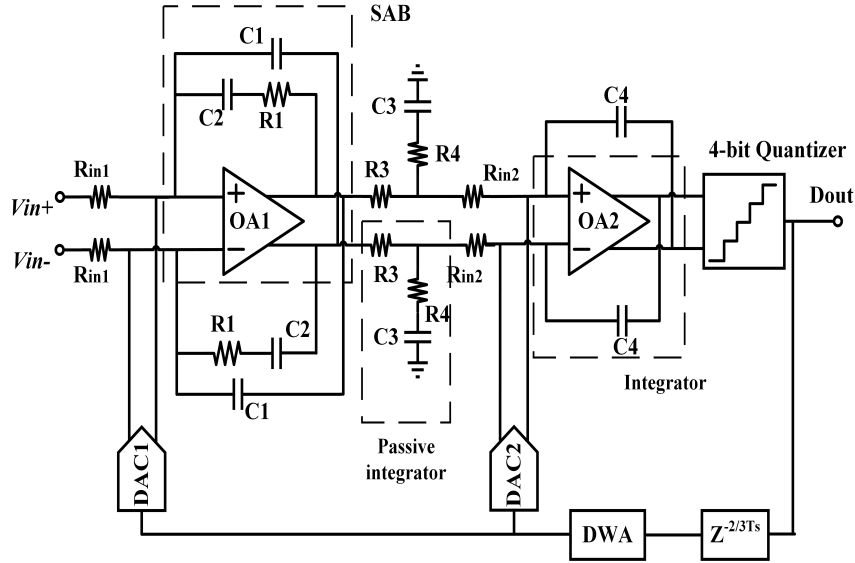 SAB
C1
C2
R1
C3
R4
C4
4-bit Quantizer
Rin1
R3
Rin2
Vin+
+
OA1
−
+
OA2
−
Dout
Vin-
Rin1
R3
Rin2
R1
C2
C3
R4
C4
C1
Integrator
Passive
integrator
DAC1
DAC2
DWA
Z-2/3Ts